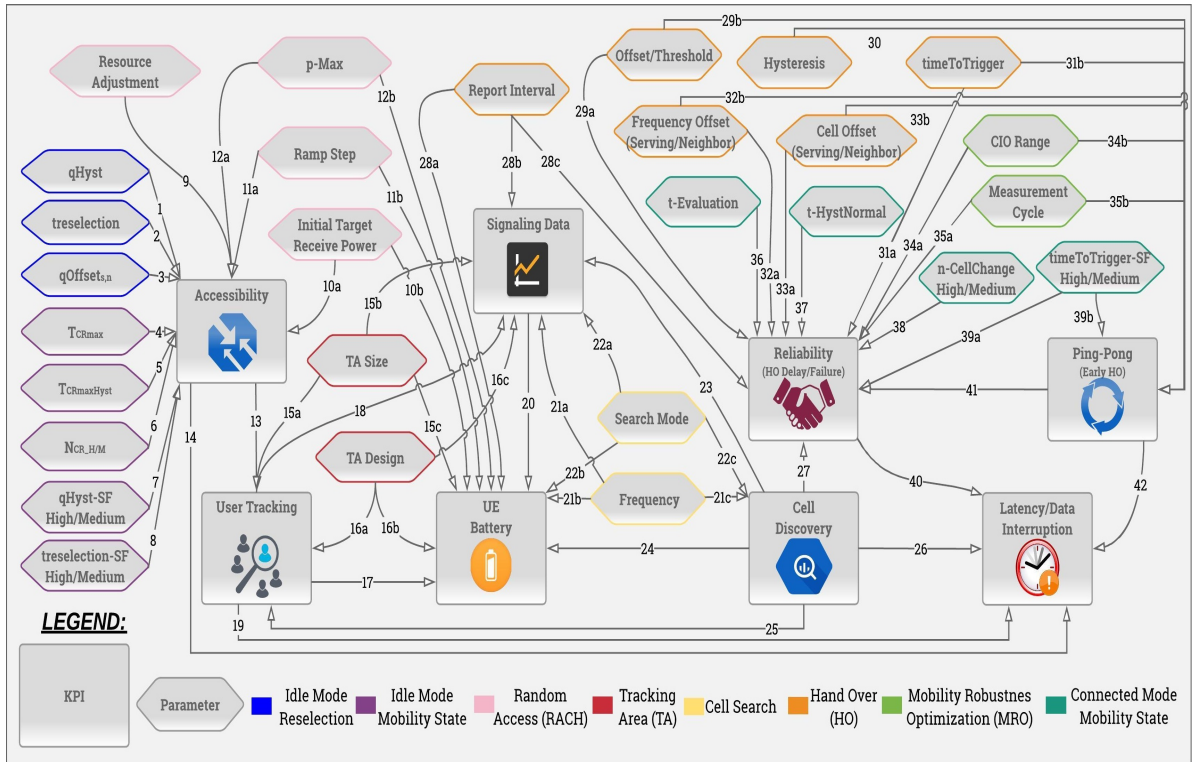 29b
Resource
Adjustment
p-Max
Offset/Threshold
Hysteresis
30
timeToTrigger
31b
12b
Report Interval
32b
29a
33b
Frequency Offset
(Serving/Neighbor)
Cell Offset
(Serving/Neighbor)
CIO Range
34b
12a
Ramp Step
28a
28b
28c
qHyst
9
11a
11b
t-Evaluation
t-HystNormal
Measurement
Cycle
35b
1
treselection
2
Initial Target
Receive Power
Signaling Data
36
32a
33a
37
31a
34a
35a
qOffsets,n
3
10a
15b
10b
n-CellChange
High/Medium
timeToTrigger-SF
High/Medium
Accessibility
TCRmax
4
TA Size
22a
38
39a
39b
5
Reliability
(HO Delay/Failure)
Ping-Pong
(Early HO)
TCRmaxHyst
16c
20
21a
23
41
15a
18
Search Mode
6
13
14
15c
NCR_H/M
TA Design
22b
22c
27
7
40
42
qHyst-SF
High/Medium
8
User Tracking
16a
16b
UE
Battery
21b
Frequency
21c
Cell
Discovery
Latency/Data
Interruption
treselection-SF
High/Medium
24
26
17
LEGEND:
19
25
KPI
Parameter
Idle Mode
Reselection
Idle Mode
Mobility State
Random
Access (RACH)
Tracking
Area (TA)
Cell Search
Hand Over
(HO)
Mobility Robustnes
Optimization (MRO)
Connected Mode
Mobility State